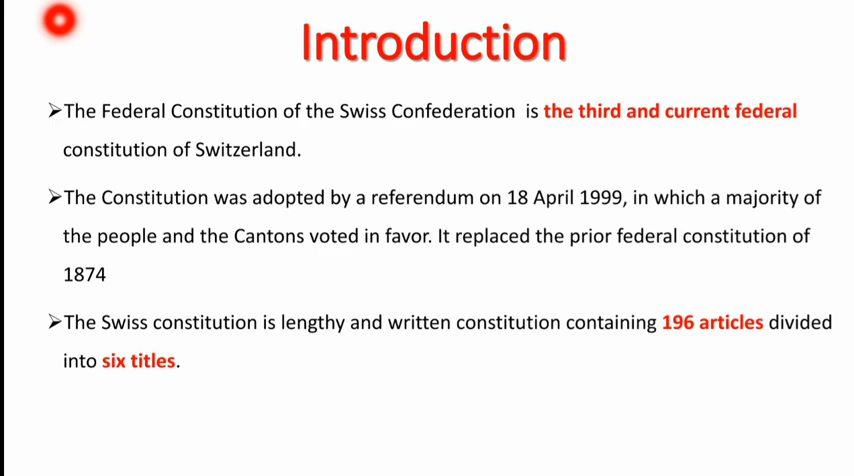 Introduction
➢The Federal Constitution of the Swiss Confederation is the third and current federal
constitution of Switzerland.
➢The Constitution was adopted by a referendum on 18 April 1999, in which a majority of
the people and the Cantons voted in favor. It replaced the prior federal constitution of
1874
➢The Swiss constitution is lengthy and written constitution containing 196 articles divided
into six titles.